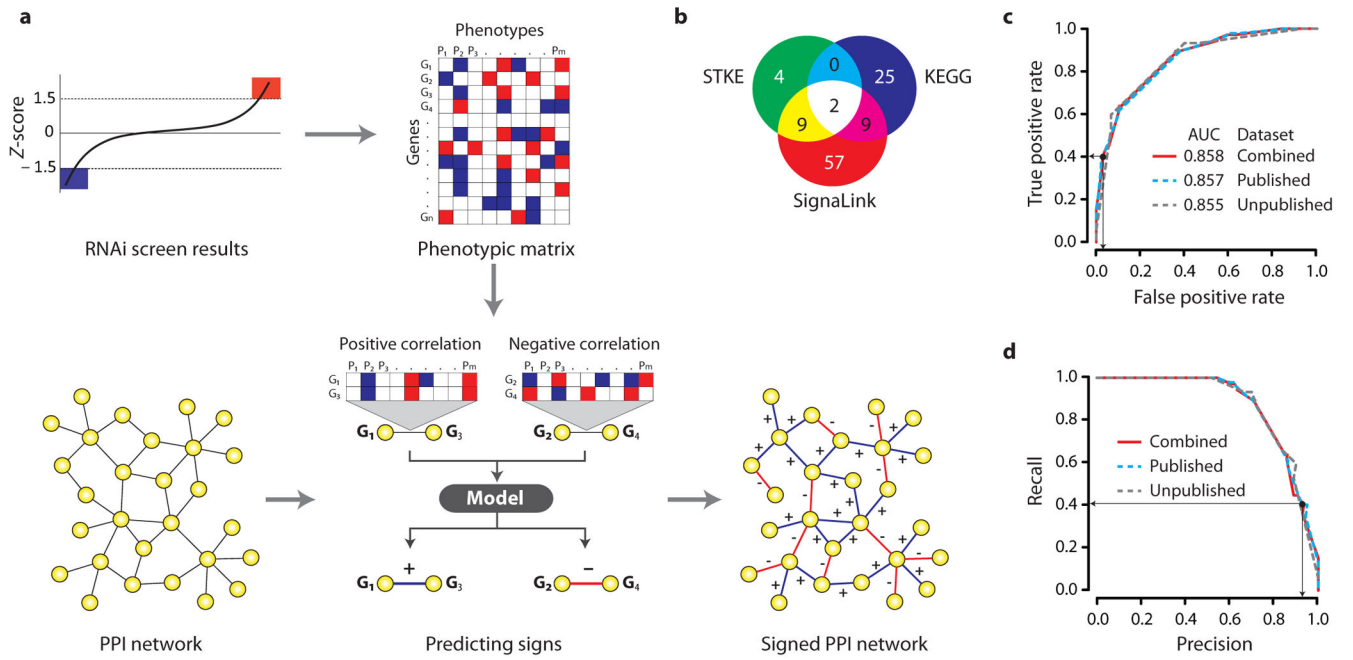 a
Z-score
1.5
0
– 1.5
RNAi screen results
Phenotypes
P1 P2 P3 . . . . . Pm
Genes
G1
G2
G3
G4
.
.
.
.
.
.
.
Gn
Phenotypic matrix
b
STKE
4
0
25
KEGG
2
9
9
57
SignaLink
c
True positive rate
1.0
0.8
0.6
0.4
0.2
0.0
AUC Dataset
0.858 Combined
0.857 Published
0.855 Unpublished
0.0 0.2 0.4 0.6 0.8 1.0
False positive rate
PPI network
Positive correlation
P1 P2 P3 . . . . . Pm
G1
G3
G1 G3
Negative correlation
P1 P2 P3 . . . . . Pm
G2
G4
G2 G4
Model
+
G1 G3
–
G2 G4
Predicting signs
Signed PPI network
d
Recall
1.0
0.8
0.6
0.4
0.2
0.0
Combined
Published
Unpublished
0.0 0.2 0.4 0.6 0.8 1.0
Precision